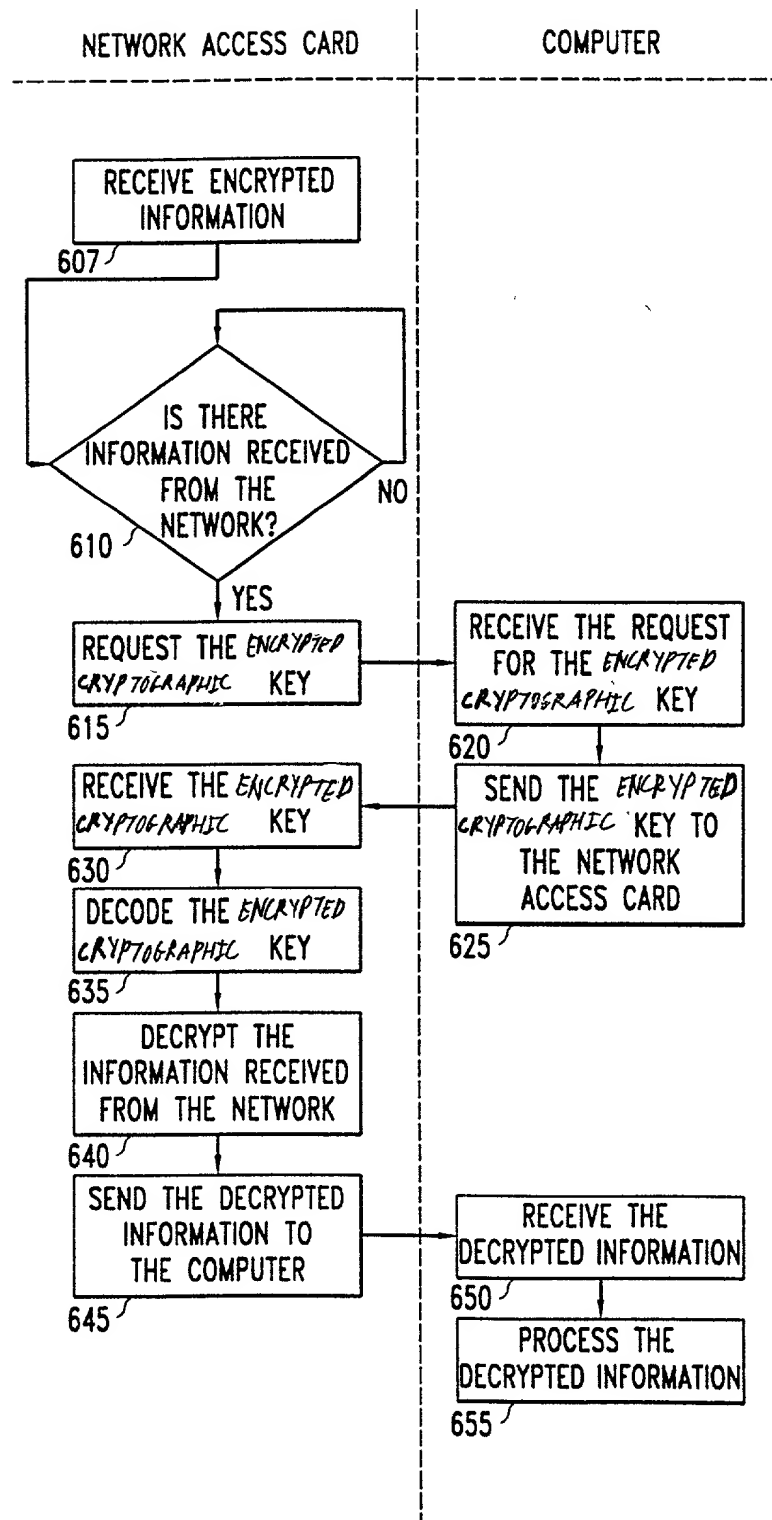 NETWORK ACCESS CARD
COMPUTER
RECEIVE ENCRYPTED
INFORMATION
607
IS THERE
INFORMATION RECEIVED
FROM THE
NETWORK?
NO
610
YES
REQUEST THE ENCRYPTED
CRYPTOGRAPHIC KEY
615
RECEIVE THE REQUEST
FOR THE ENCRYPTED
CRYPTOGRAPHIC KEY
620
SEND THE ENCRYPTED
CRYPTOGRAPHIC KEY TO
THE NETWORK
ACCESS CARD
625
RECEIVE THE ENCRYPTED
CRYPTOGRAPHIC KEY
630
DECODE THE ENCRYPTED
CRYPTOGRAPHIC KEY
635
DECRYPT THE
INFORMATION RECEIVED
FROM THE NETWORK
640
SEND THE DECRYPTED
INFORMATION TO
THE COMPUTER
645
RECEIVE THE
DECRYPTED INFORMATION
650
PROCESS THE
DECRYPTED INFORMATION
655